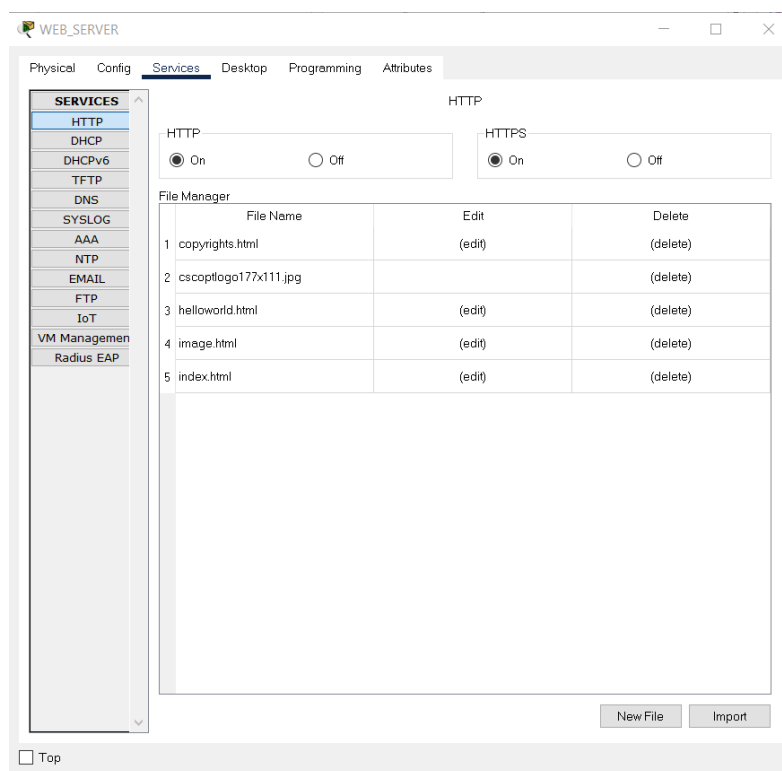 WEB_SERVER
Physical Config Services Desktop Programming Attributes
SERVICES
HTTP
DHCP
DHCPv6
TFTP
DNS
SYSLOG
AAA
NTP
EMAIL
FTP
IoT
VM Managemen
Radius EAP
HTTP
HTTP
On Off
HTTPS
On Off
File Manager
File Name Edit Delete
1 copyrights.html (edit) (delete)
2 cscoptlogo177x111.jpg (delete)
3 helloworld.html (edit) (delete)
4 image.html (edit) (delete)
5 index.html (edit) (delete)
New File Import
Top